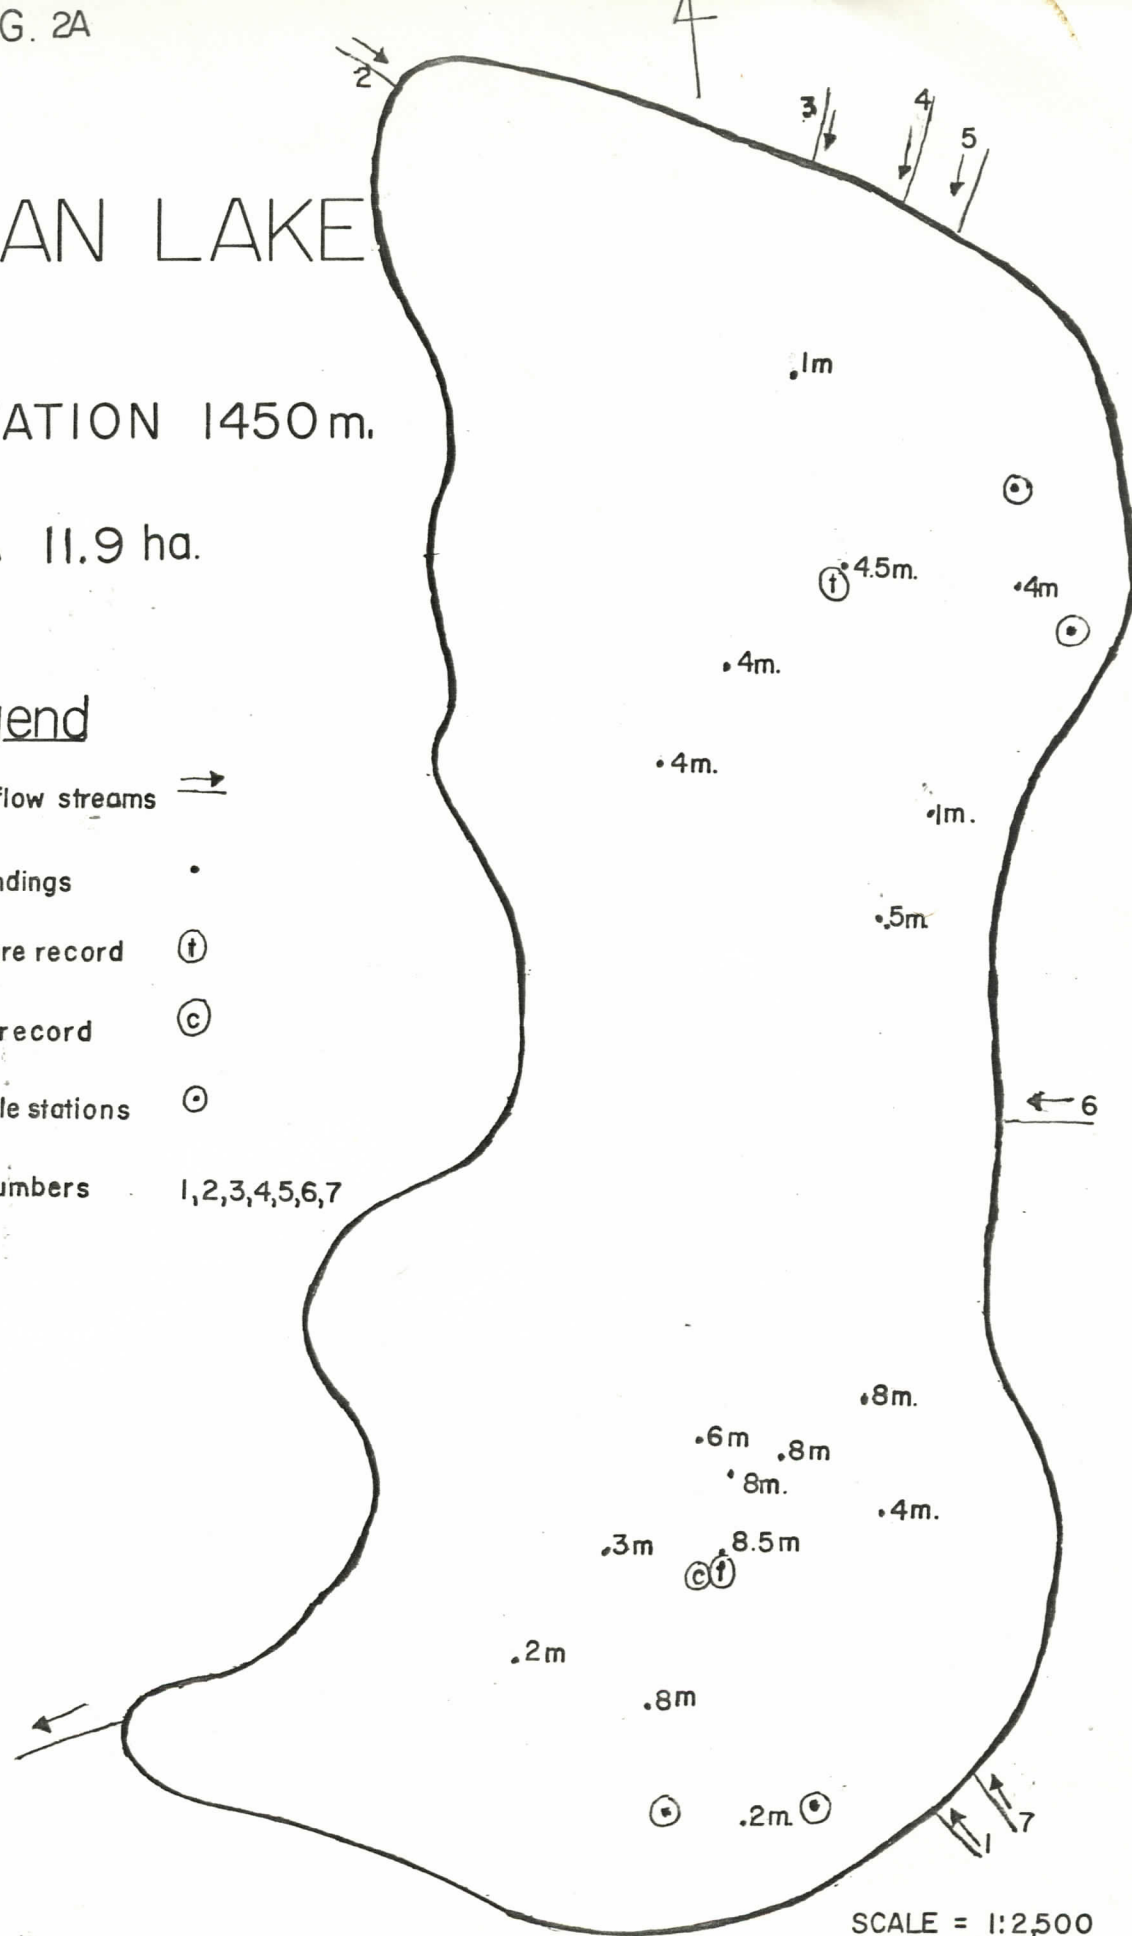 G. 2A
2
3
4
5
AN LAKE
ATION 1450 m.
11.9 ha.
end
flow streams
ndings
re record t
record c
le stations
umbers 1,2,3,4,5,6,7
1m
4.5m.
t
4m
4m.
4m.
1m.
.5m
6
8m.
6m
8m
8m.
4m.
3m
8.5m
c t
2m
8m
2m.
7
1
SCALE = 1:2,500